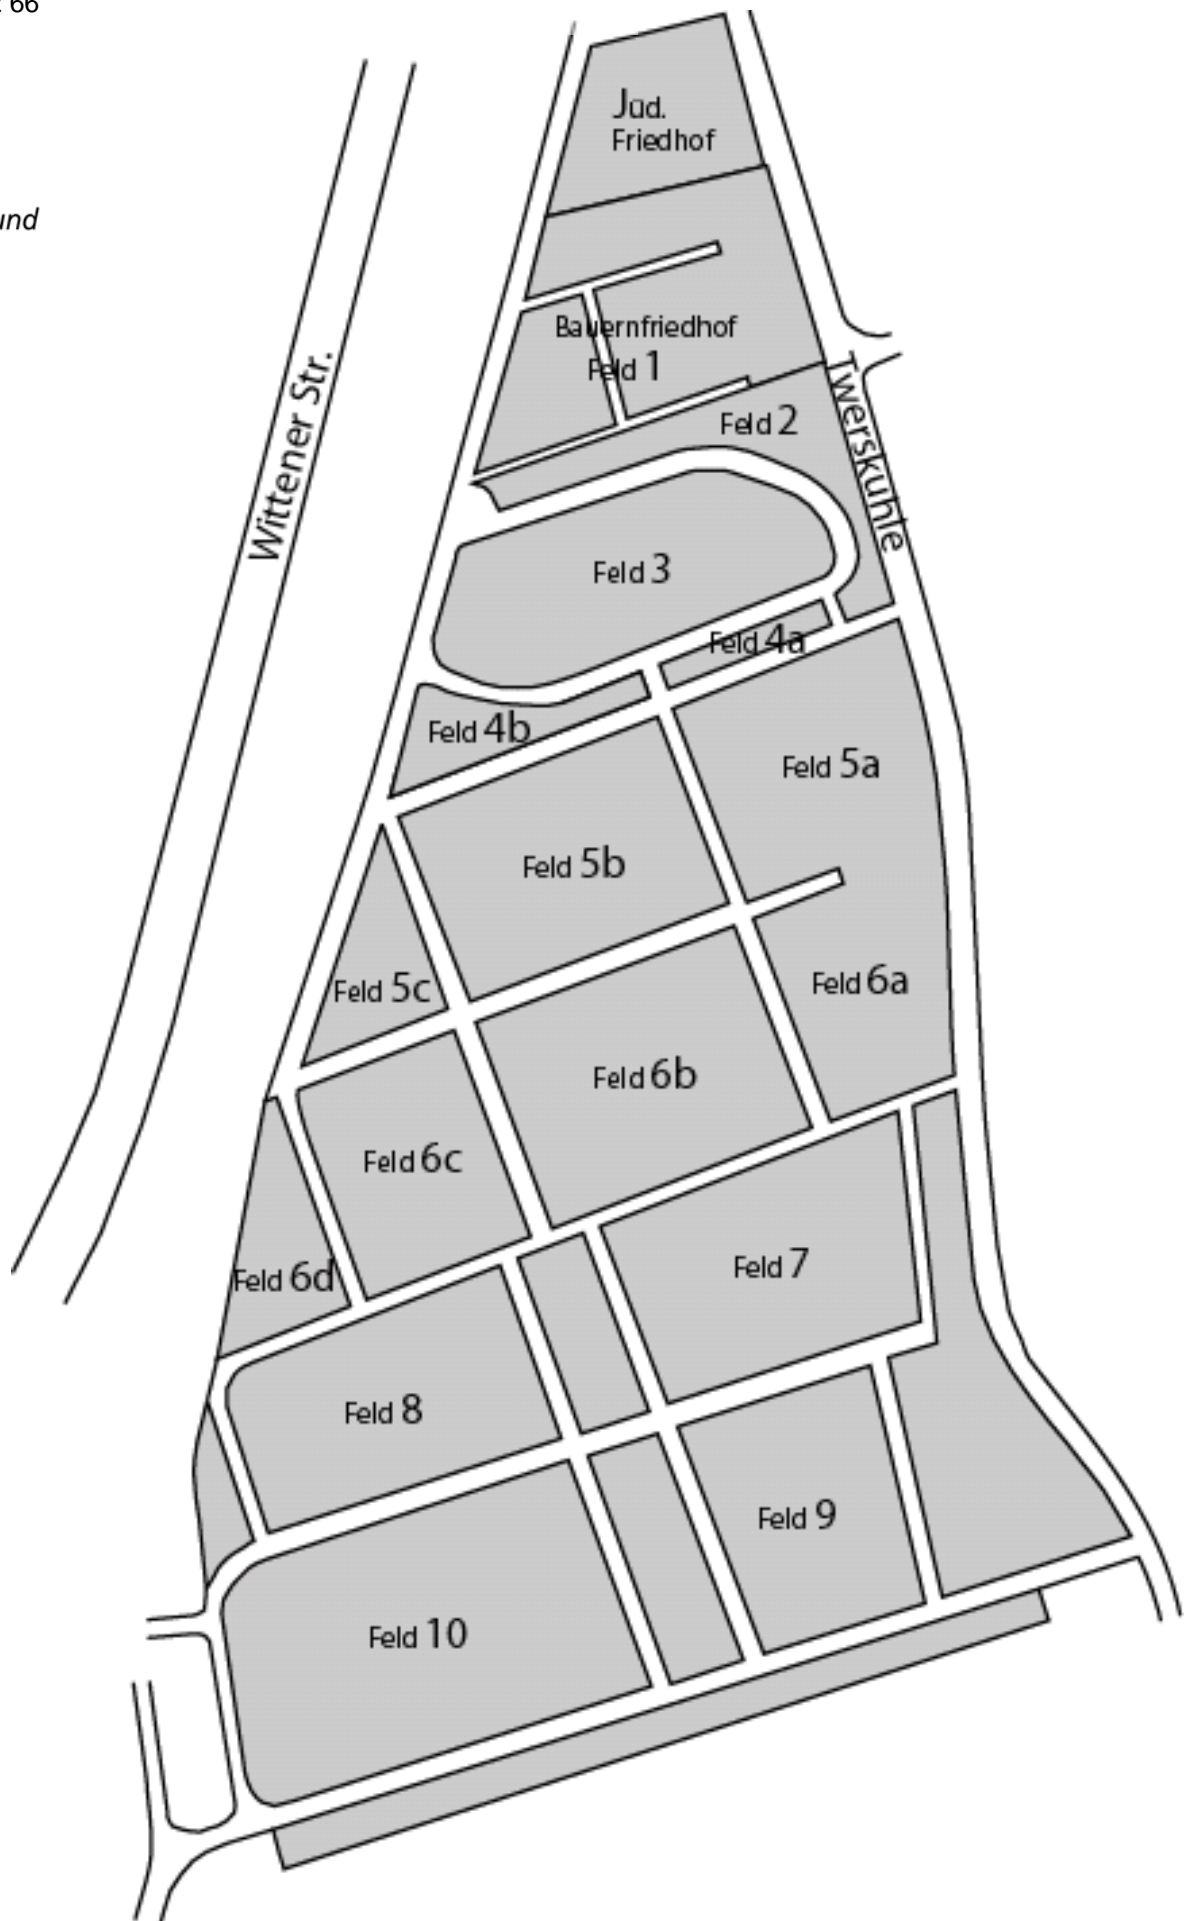 66
und
Jüd.
Friedhof
Bauernfriedhof
Feld 1
Feld 2
Twerskuhle
Wittener Str.
Feld 3
Feld 4a
Feld 4b
Feld 5a
Feld 5b
Feld 5c
Feld 6a
Feld 6b
Feld 6c
Feld 6d
Feld 7
Feld 8
Feld 9
Feld 10